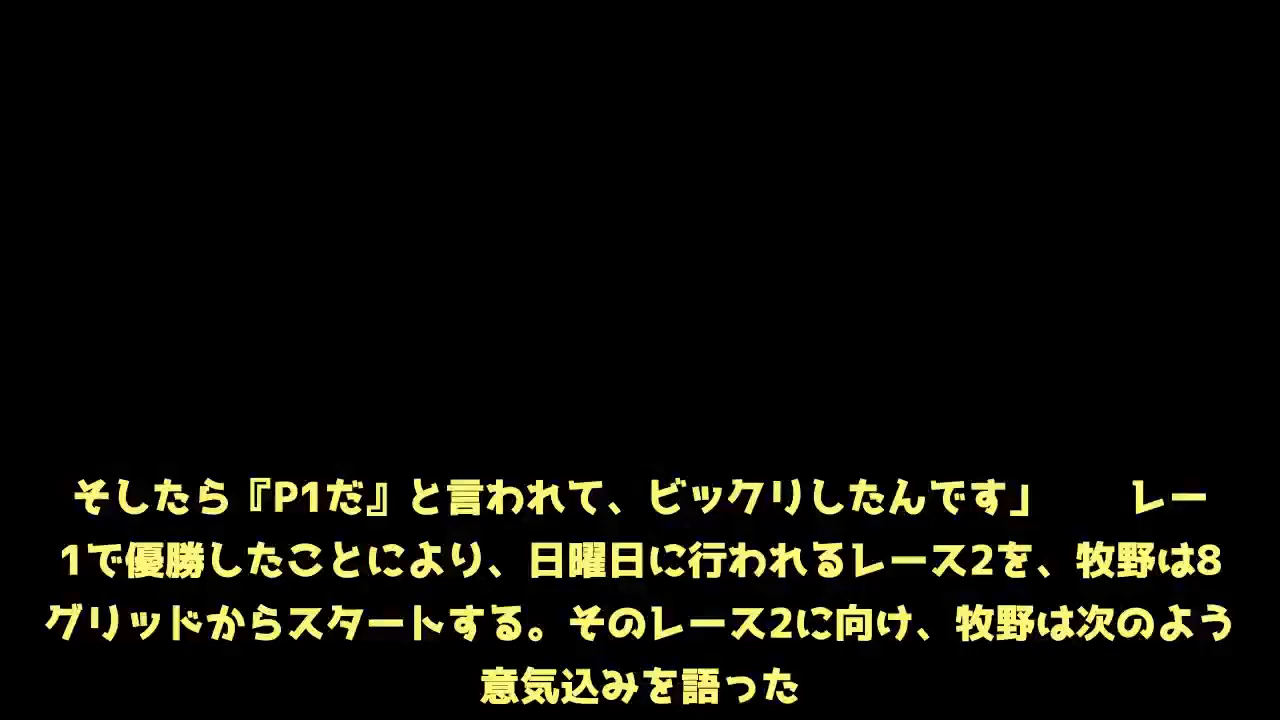 そしたら『P1だ』と言われて、ビックリしたんです」　　レー
1で優勝したことにより、日曜日に行われるレース2を、牧野は8
グリッドからスタートする。そのレース2に向け、牧野は次のよう
意気込みを語った